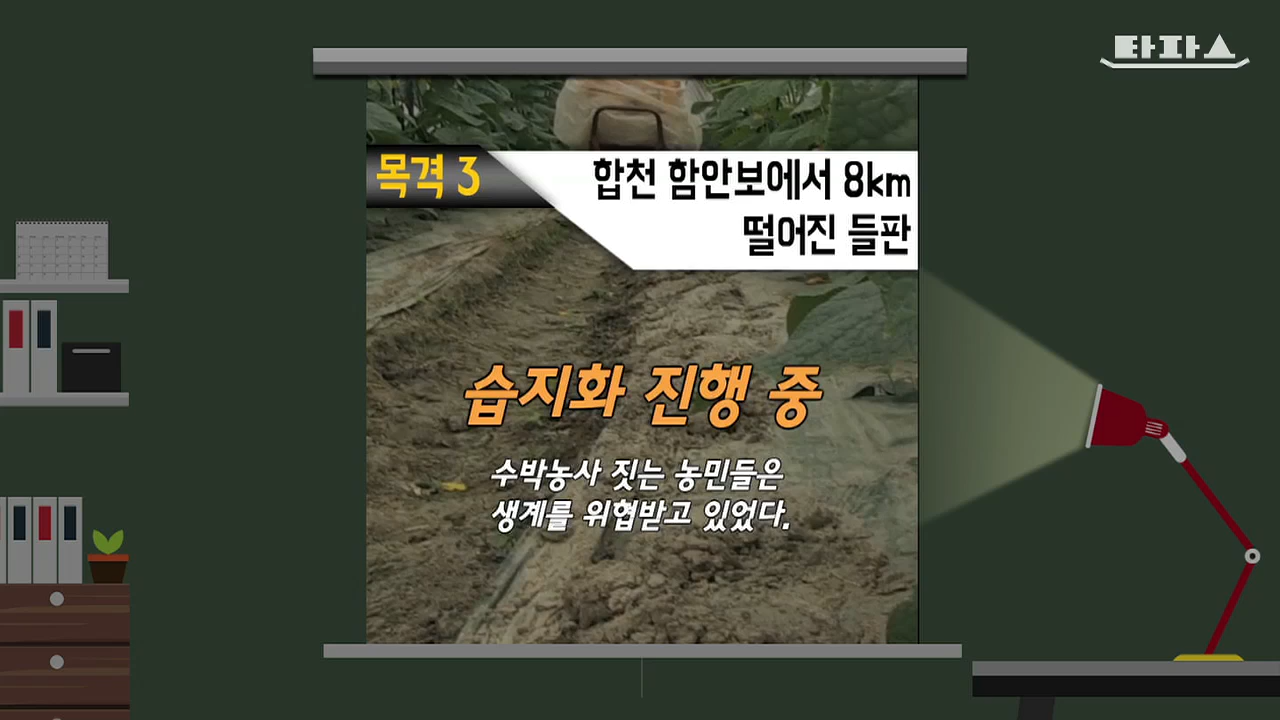 타파스
목격 3
합천 함안보에서 8km
떨어진 들판
습지화 진행 중
수박농사 짓는 농민들은
생계를 위협받고 있었다.